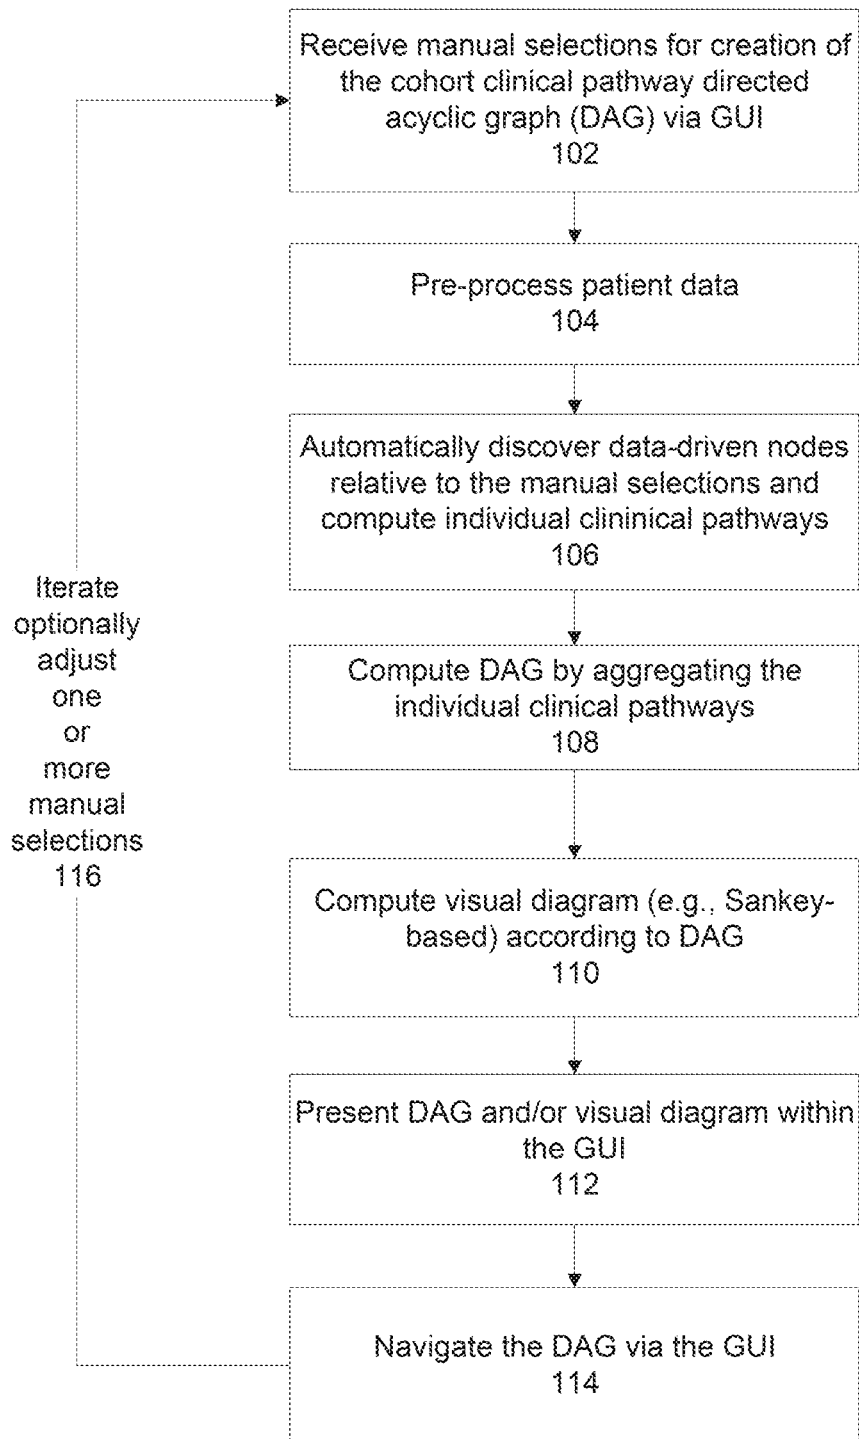 Receive manual selections for creation of
the cohort clinical pathway directed
acyclic graph (DAG) via GUI
102
Pre-process patient data
104
Automatically discover data-driven nodes
relative to the manual selections and
compute individual clininical pathways
106
Compute DAG by aggregating the
individual clinical pathways
108
Compute visual diagram (e.g., Sankey-
based) according to DAG
110
Present DAG and/or visual diagram within
the GUI
112
Navigate the DAG via the GUI
114
Iterate
optionally
adjust
one
or
more
manual
selections
116